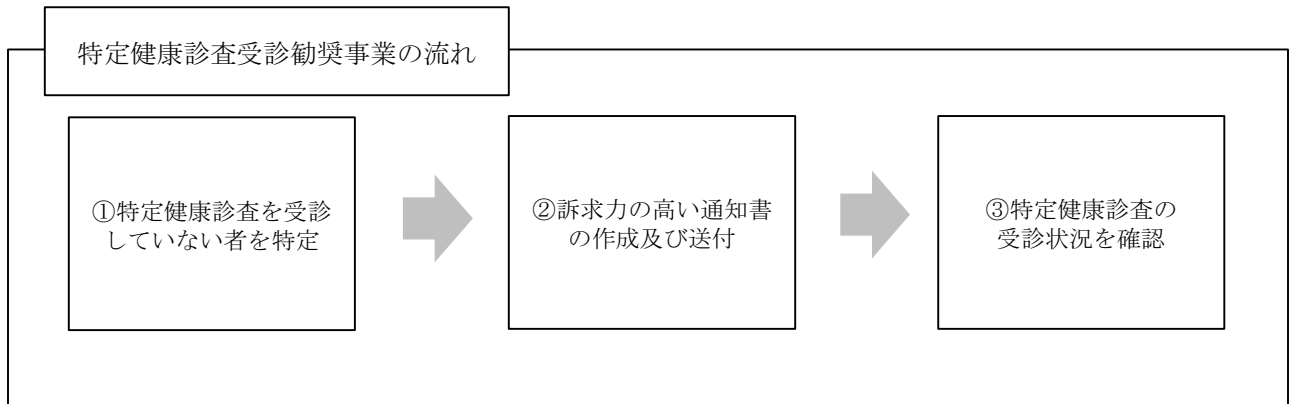 特定健康診査受診勧奨事業の流れ
①特定健康診査を受診
していない者を特定
②訴求力の高い通知書
の作成及び送付
③特定健康診査の
受診状況を確認